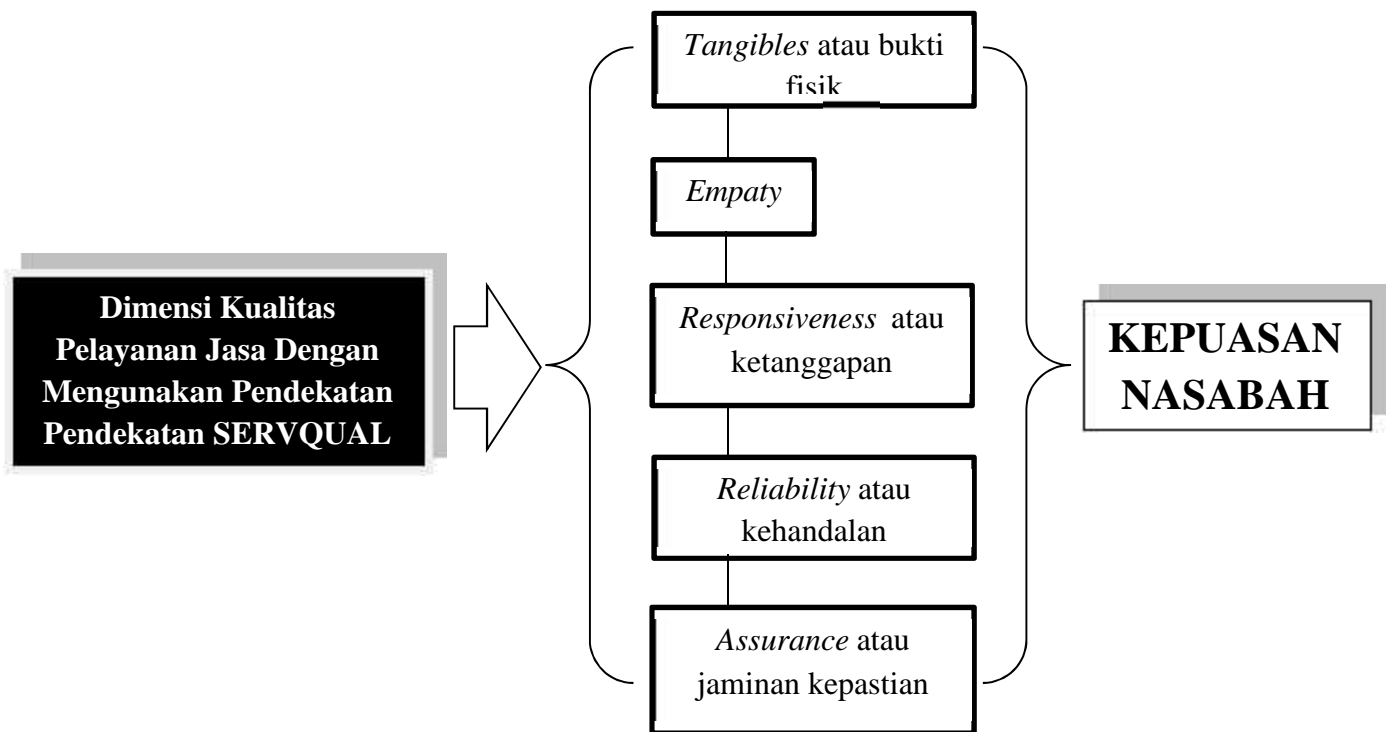 Dimensi Kualitas
Pelayanan Jasa Dengan
Mengunakan Pendekatan
Pendekatan SERVQUAL
Tangibles atau bukti
fisik
Empaty
Responsiveness atau
ketanggapan
Reliability atau
kehandalan
Assurance atau
jaminan kepastian
KEPUASAN
NASABAH